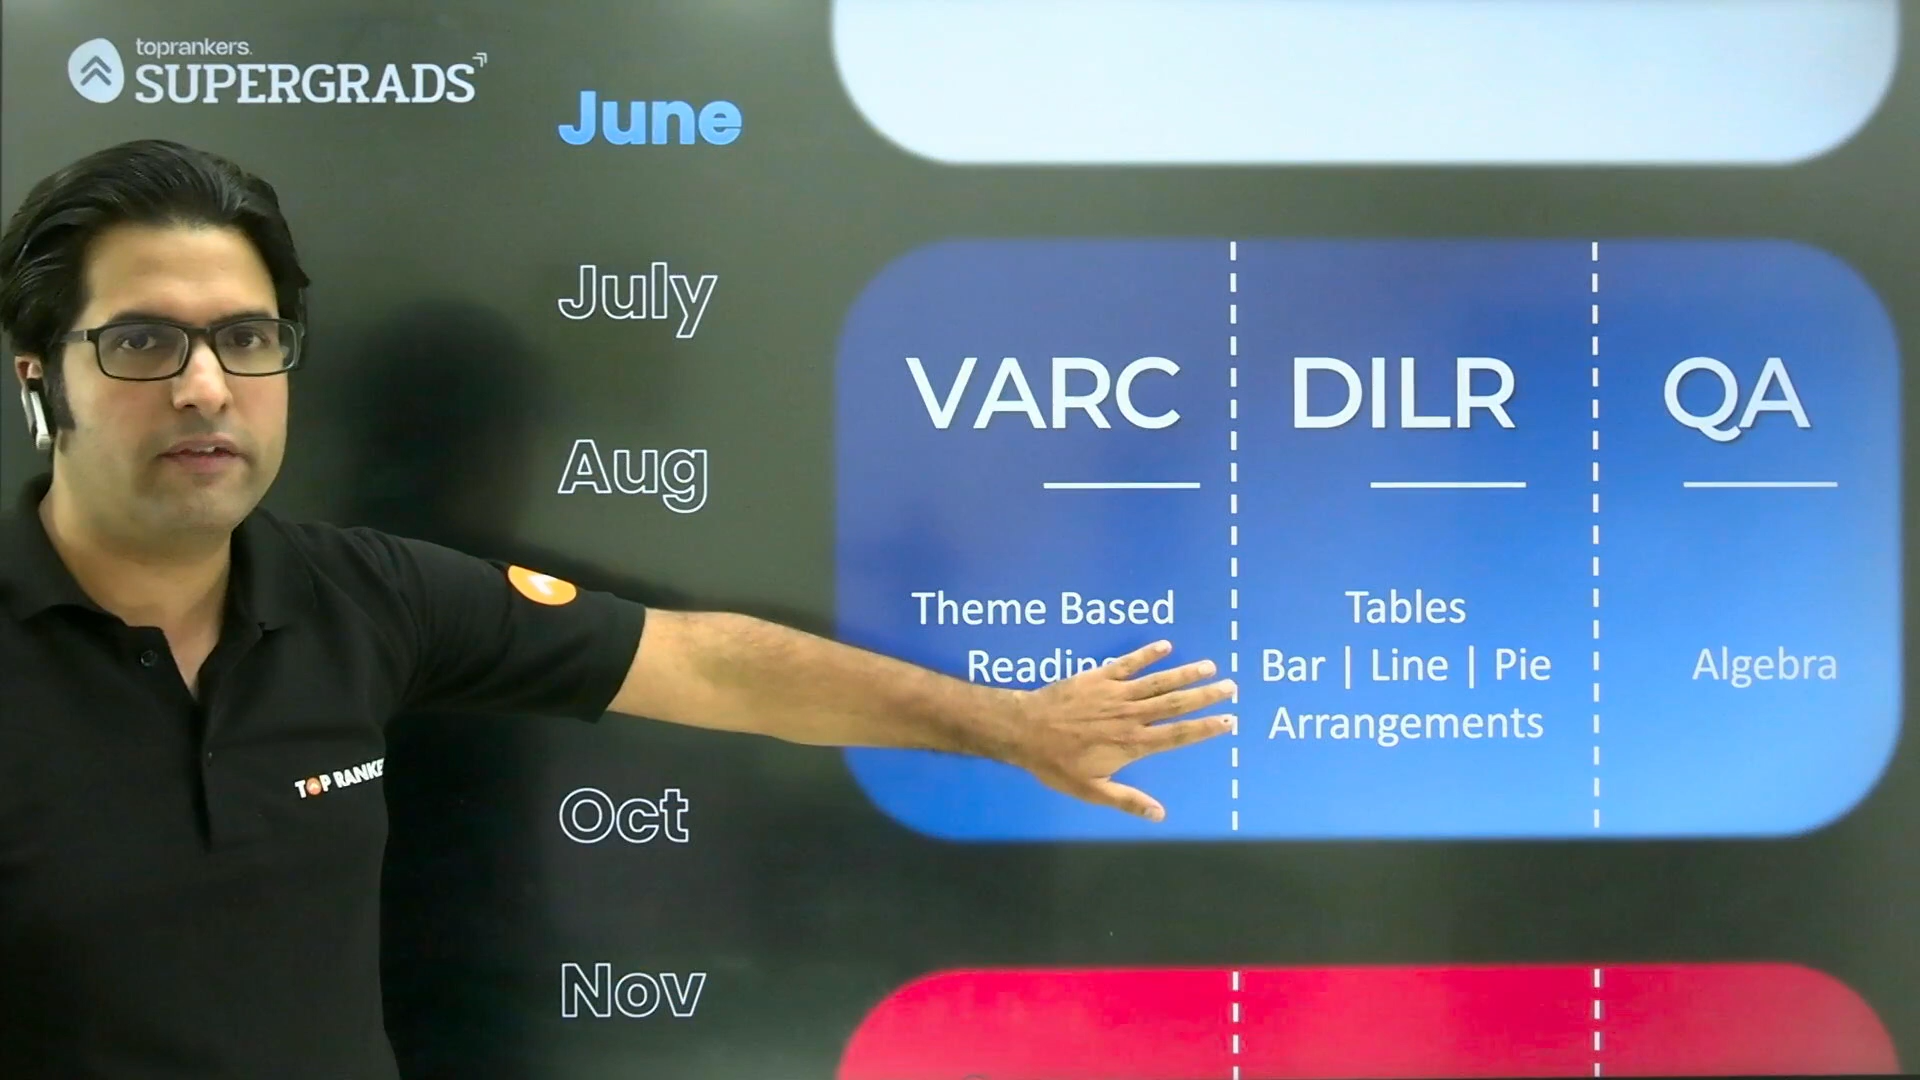 toprankers.
SUPERGRADS
June
July
Aug
Oct
Nov
VARC
DILR
QA
Theme Based
Tables
Bar | Line | Pie
Arrangements
Algebra
TOP